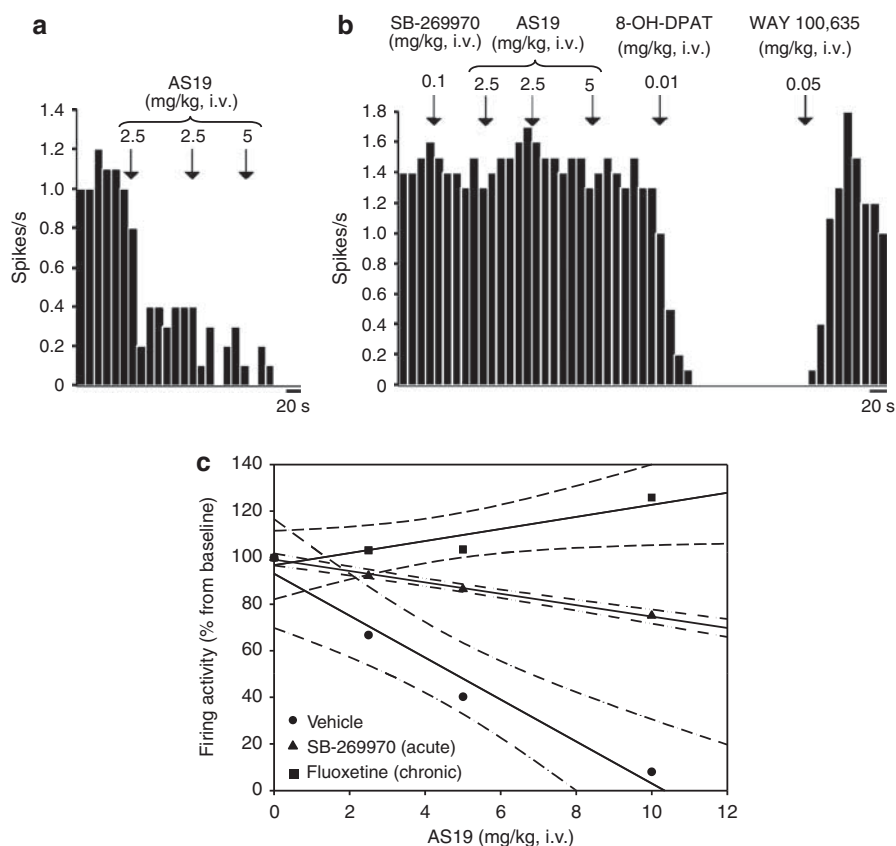 a
AS19
(mg/kg, i.v.)
2.5 2.5 5
1.4
1.2
1.0
0.8
0.6
0.4
0.2
0
Spikes/s
20 s
b
SB-269970 AS19 8-OH-DPAT WAY 100,635
(mg/kg, i.v.) (mg/kg, i.v.) (mg/kg, i.v.) (mg/kg, i.v.)
0.1 2.5 2.5 5 0.01 0.05
1.8
1.6
1.4
1.2
1.0
0.8
0.6
0.4
0.2
0
Spikes/s
20 s
c
140
120
100
80
60
40
20
0
Firing activity (% from baseline)
Vehicle
SB-269970 (acute)
Fluoxetine (chronic)
0 2 4 6 8 10 12
AS19 (mg/kg, i.v.)